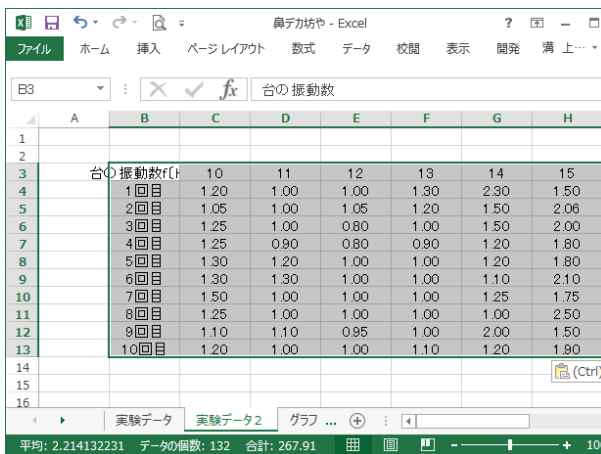 鼻デカ坊や - Excel
ファイル ホーム 挿入 ページ レイアウト 数式 データ 校閲 表示 開発 溝 上…
B3 fx 台の振動数
A B C D E F G H
1
2
3 台の振動数f[H 10 11 12 13 14 15
4 1回目 1.20 1.00 1.00 1.30 2.30 1.50
5 2回目 1.05 1.00 1.05 1.20 1.50 2.06
6 3回目 1.25 1.00 0.80 1.00 1.50 2.00
7 4回目 1.25 0.90 0.80 0.90 1.20 1.80
8 5回目 1.30 1.20 1.00 1.00 1.20 1.80
9 6回目 1.30 1.30 1.00 1.00 1.10 2.10
10 7回目 1.50 1.00 1.00 1.00 1.25 1.75
11 8回目 1.25 1.00 1.00 1.00 1.00 2.50
12 9回目 1.10 1.10 0.95 1.00 2.00 1.50
13 10回目 1.20 1.00 1.00 1.10 1.20 1.90
14 (Ctrl)
15
16
実験データ 実験データ2 グラフ ...
平均: 2.214132231 データの個数: 132 合計: 267.91 10